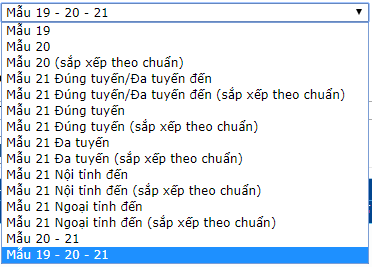 Mẫu 19 - 20 - 21
Mẫu 19
Mẫu 20
Mẫu 20 (sắp xếp theo chuẩn)
Mẫu 21 Đúng tuyến/Đa tuyến đến
Mẫu 21 Đúng tuyến/Đa tuyến đến (sắp xếp theo chuẩn)
Mẫu 21 Đúng tuyến
Mẫu 21 Đúng tuyến (sắp xếp theo chuẩn)
Mẫu 21 Đa tuyến
Mẫu 21 Đa tuyến (sắp xếp theo chuẩn)
Mẫu 21 Nội tỉnh đến
Mẫu 21 Nội tỉnh đến (sắp xếp theo chuẩn)
Mẫu 21 Ngoại tỉnh đến
Mẫu 21 Ngoại tỉnh đến (sắp xếp theo chuẩn)
Mẫu 20 - 21
Mẫu 19 - 20 - 21